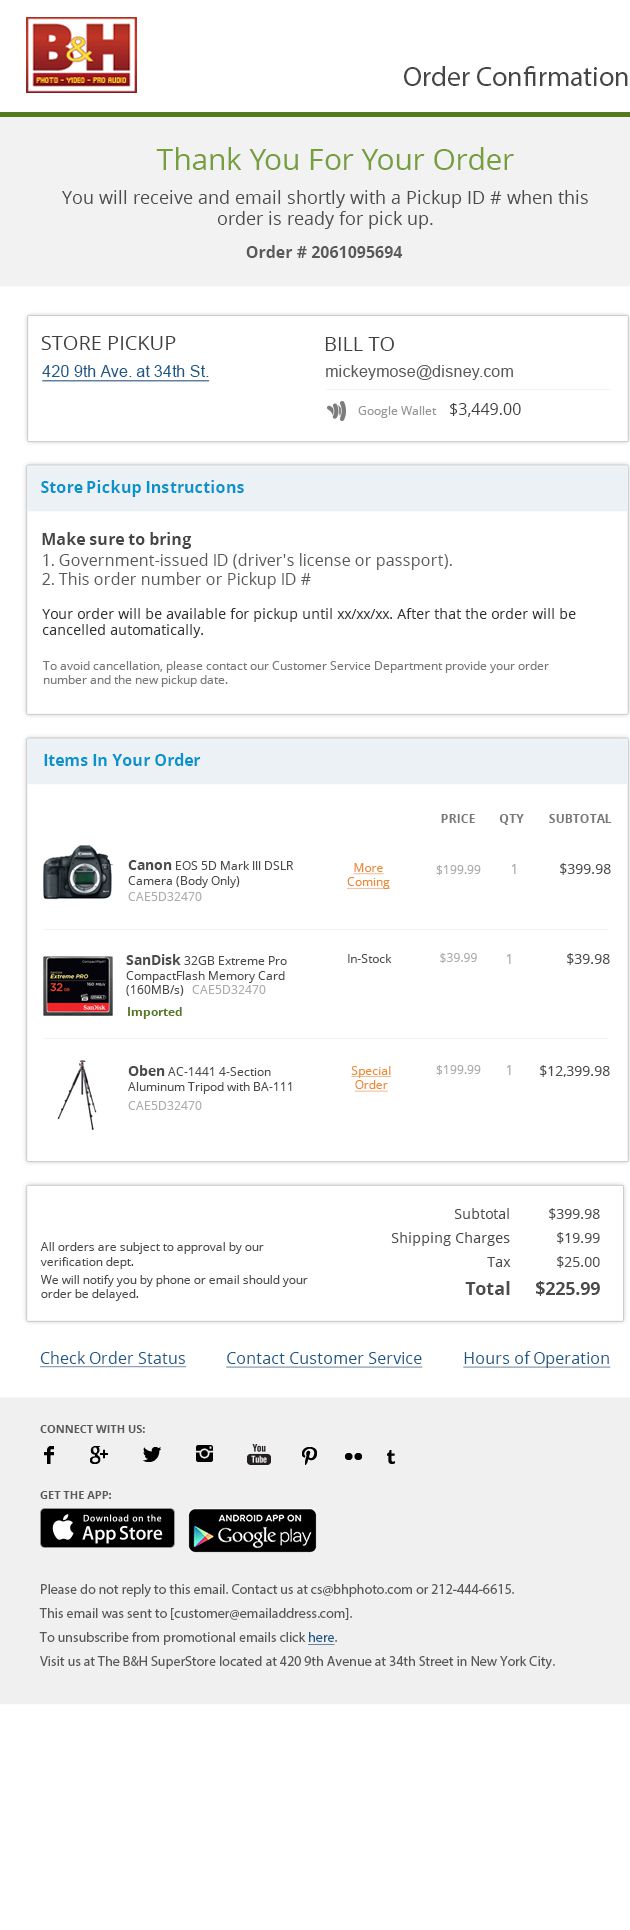 B&H
PHOTO – VIDEO – PRO AUDIO
Order Confirmation
Thank You For Your Order
You will receive and email shortly with a Pickup ID # when this
order is ready for pick up.
Order # 2061095694
STORE PICKUP
420 9th Ave. at 34th St.
BILL TO
mickeymose@disney.com
Google Wallet $3,449.00
Store Pickup Instructions
Make sure to bring
1. Government-issued ID (driver's license or passport).
2. This order number or Pickup ID #
Your order will be available for pickup until xx/xx/xx. After that the order will be
cancelled automatically.
To avoid cancellation, please contact our Customer Service Department provide your order
number and the new pickup date.
Items In Your Order
PRICE QTY SUBTOTAL
Canon EOS 5D Mark III DSLR
Camera (Body Only)
CAE5D32470
More
Coming
$199.99 1 $399.98
SanDisk 32GB Extreme Pro
CompactFlash Memory Card
(160MB/s) CAE5D32470
Imported
In-Stock $39.99 1 $39.98
Oben AC-1441 4-Section
Aluminum Tripod with BA-111
CAE5D32470
Special
Order
$199.99 1 $12,399.98
All orders are subject to approval by our
verification dept.
We will notify you by phone or email should your
order be delayed.
Subtotal $399.98
Shipping Charges $19.99
Tax $25.00
Total $225.99
Check Order Status Contact Customer Service Hours of Operation
CONNECT WITH US:
You
Tube
GET THE APP:
Download on the
App Store
ANDROID APP ON
Google play
Please do not reply to this email. Contact us at cs@bhphoto.com or 212-444-6615.
This email was sent to [customer@emailaddress.com].
To unsubscribe from promotional emails click here.
Visit us at The B&H SuperStore located at 420 9th Avenue at 34th Street in New York City.